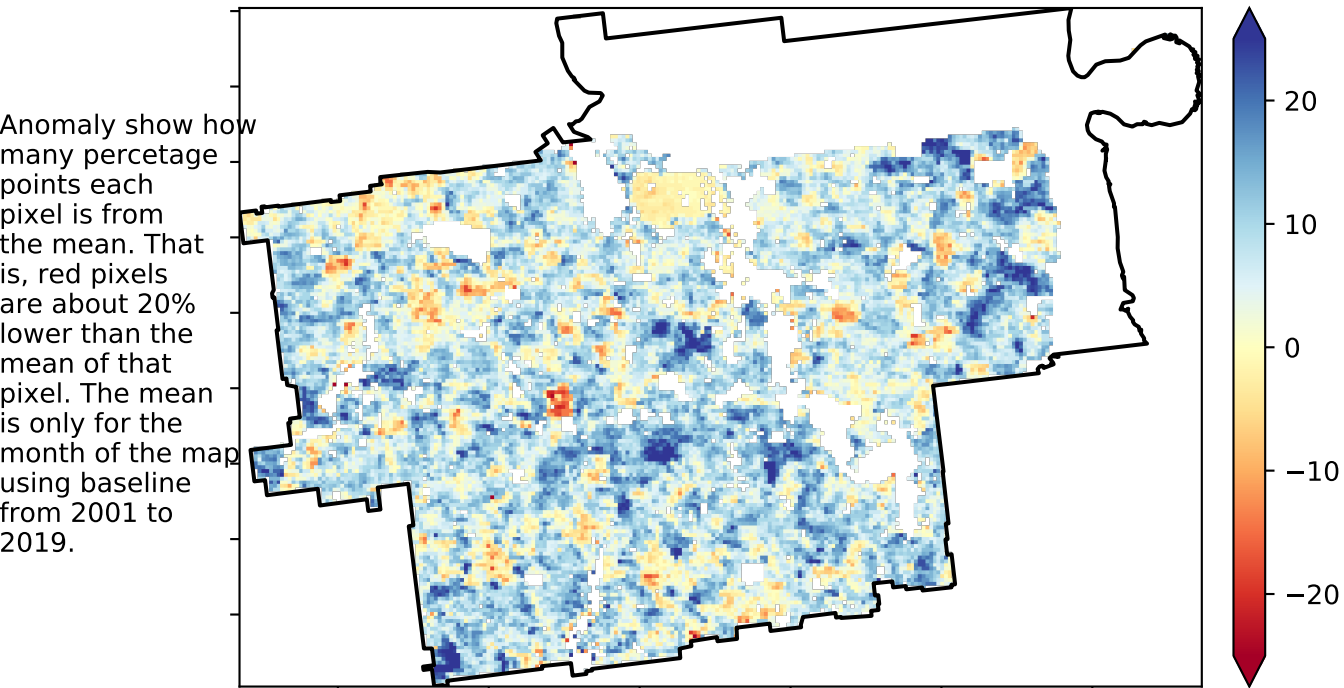 Anomaly show how
many percetage
points each
pixel is from
the mean. That
is, red pixels
are about 20%
lower than the
mean of that
pixel. The mean
is only for the
month of the map
using baseline
from 2001 to
2019.
20
10
0
−10
−20